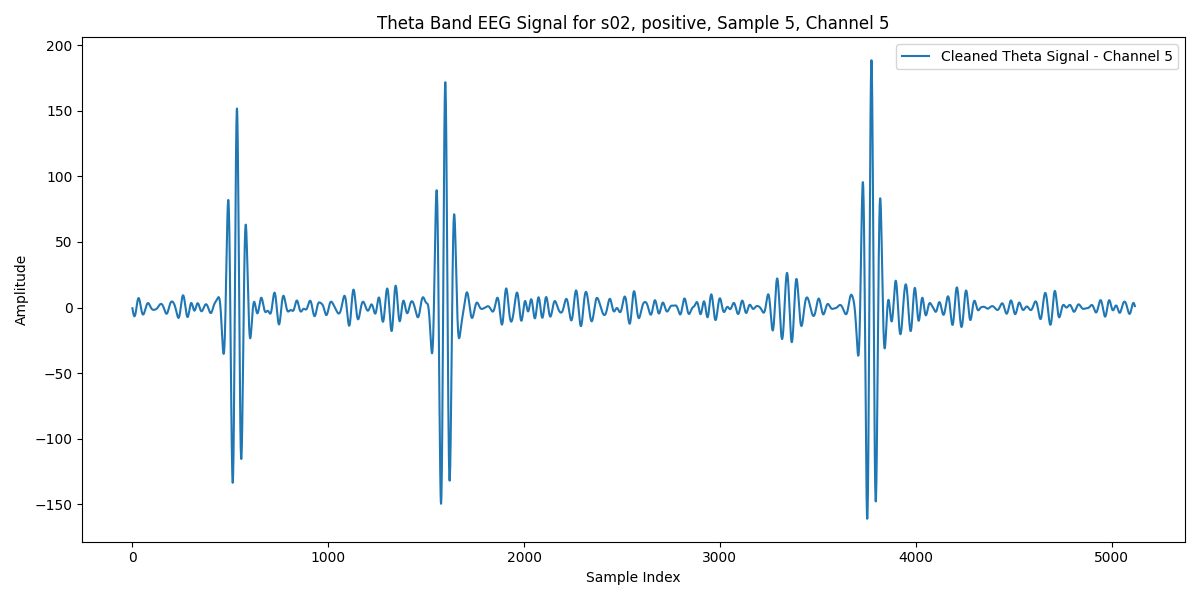 Theta Band EEG Signal for s02, positive, Sample 5, Channel 5
Cleaned Theta Signal - Channel 5
Amplitude
200
150
100
50
0
−50
−100
−150
0 1000 2000 3000 4000 5000
Sample Index